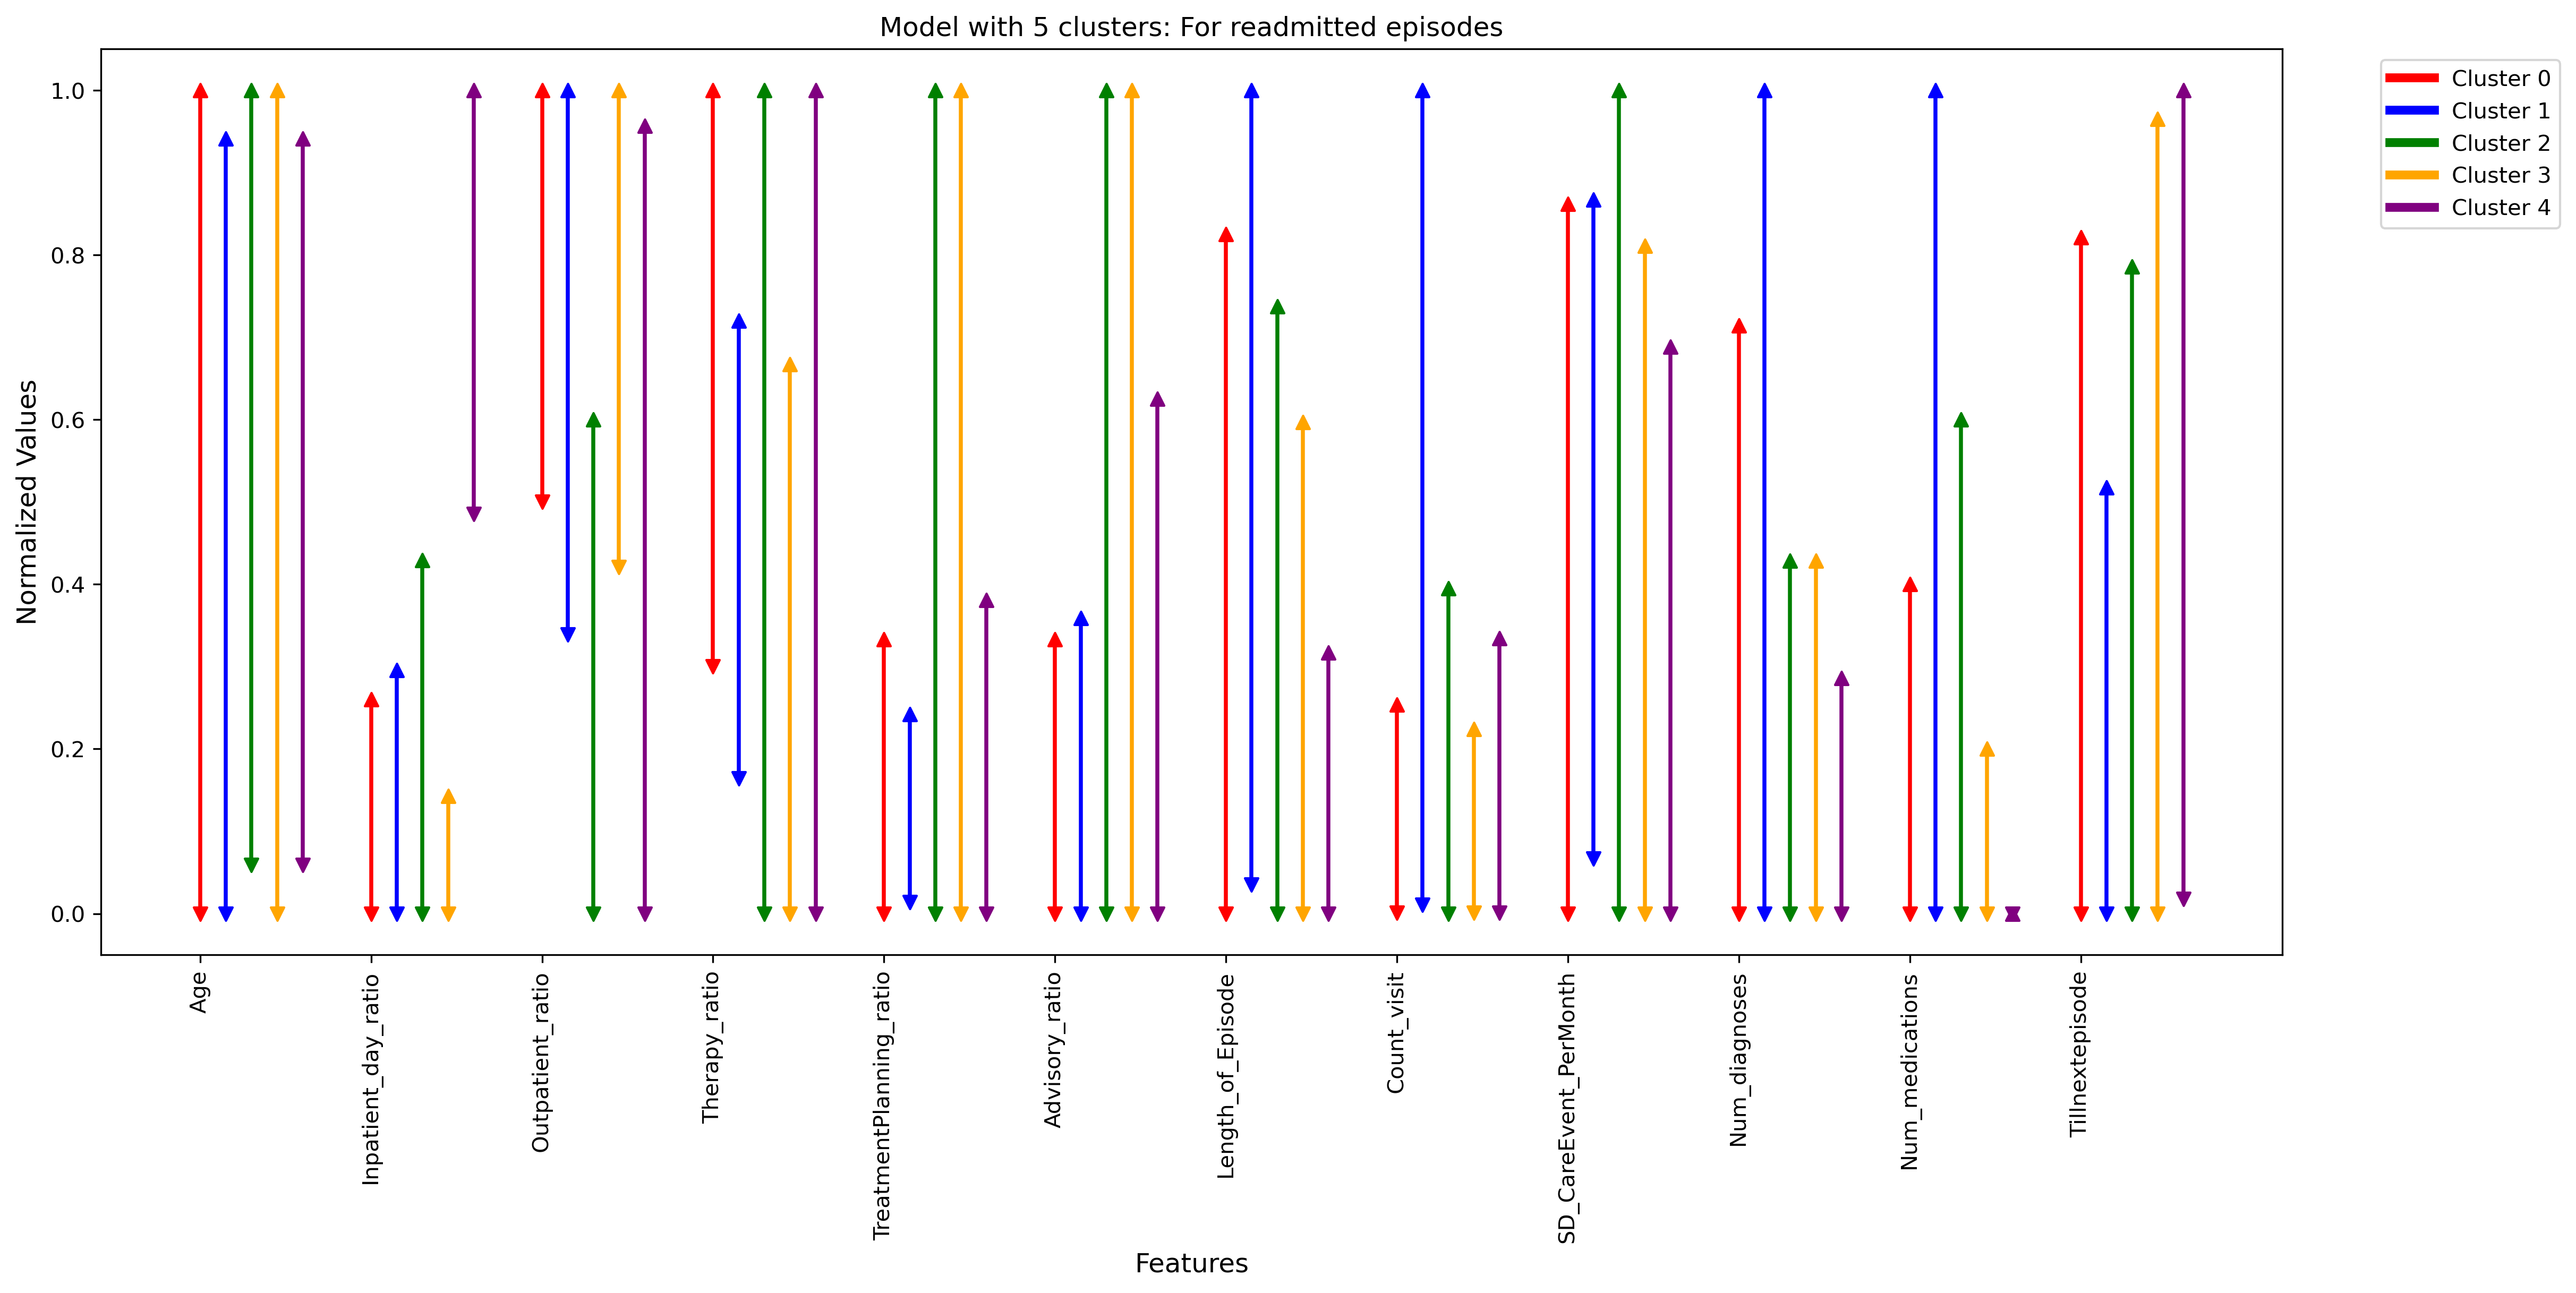 Model with 5 clusters: For readmitted episodes
Cluster 0
Cluster 1
Cluster 2
Cluster 3
Cluster 4
Normalized Values
1.0
0.8
0.6
0.4
0.2
0.0
Age
Inpatient_day_ratio
Outpatient_ratio
Therapy_ratio
TreatmentPlanning_ratio
Advisory_ratio
Length_of_Episode
Count_visit
SD_CareEvent_PerMonth
Num_diagnoses
Num_medications
Tillnextepisode
Features